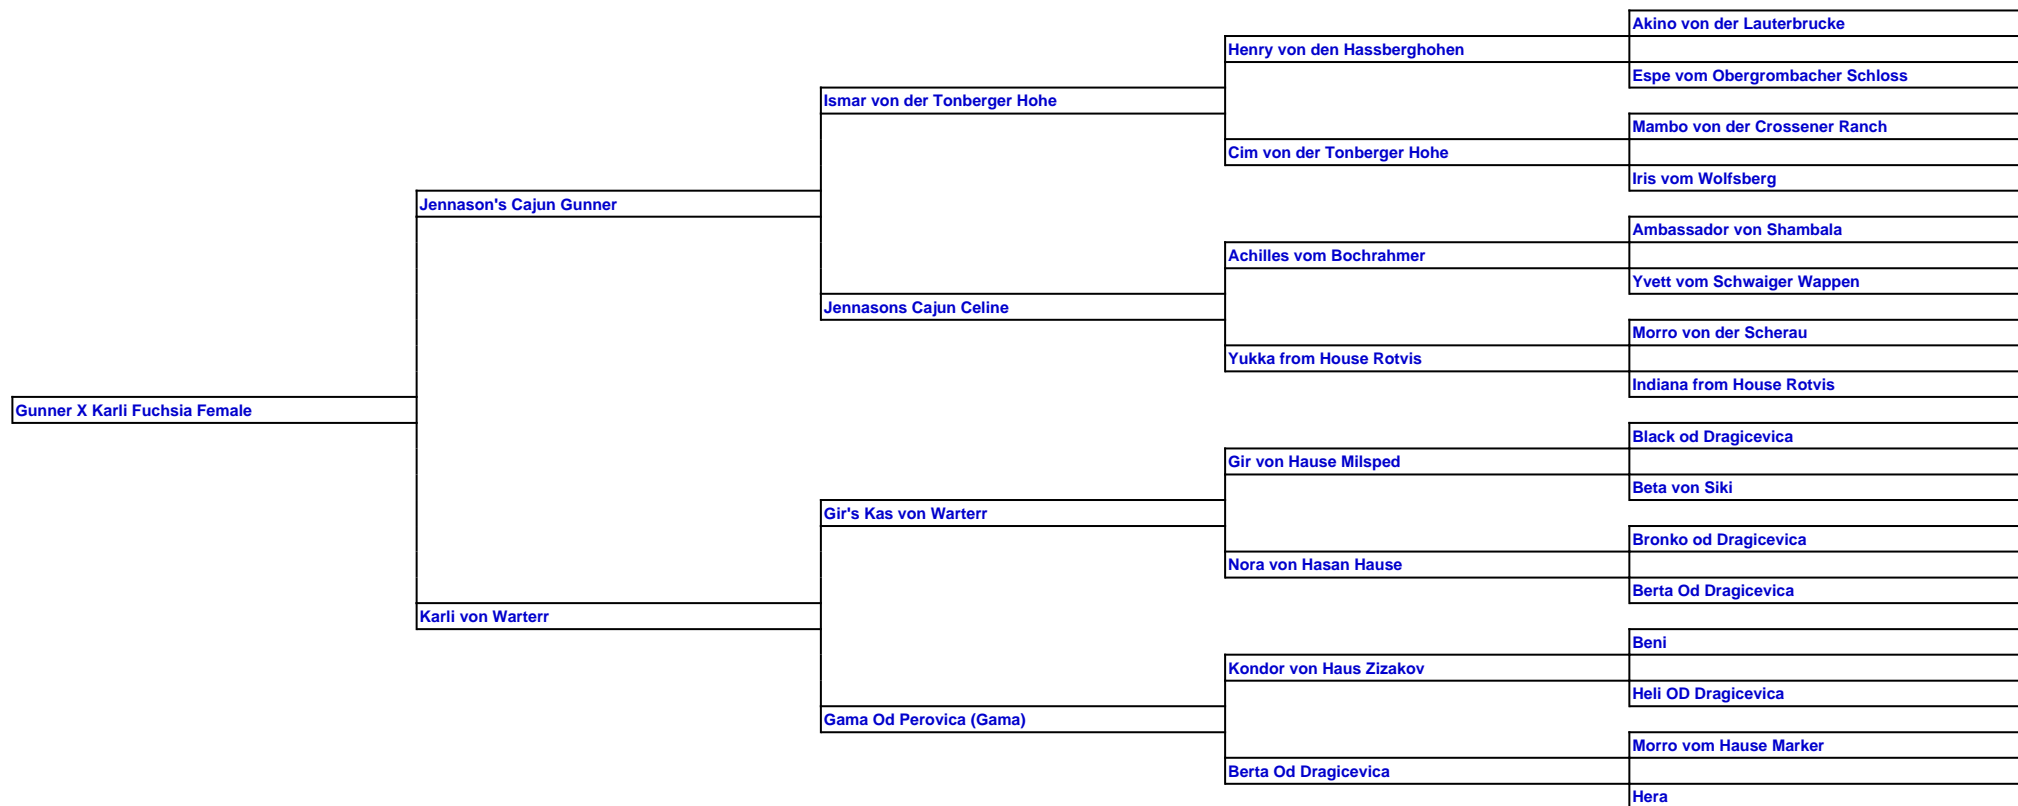 Akino von der Lauterbrucke
Henry von den Hassberghohen
Espe vom Obergrombacher Schloss
Ismar von der Tonberger Hohe
Mambo von der Crossener Ranch
Cim von der Tonberger Hohe
Iris vom Wolfsberg
Jennason's Cajun Gunner
Ambassador von Shambala
Achilles vom Bochrahmer
Yvett vom Schwaiger Wappen
Jennasons Cajun Celine
Morro von der Scherau
Yukka from House Rotvis
Indiana from House Rotvis
Gunner X Karli Fuchsia Female
Black od Dragicevica
Gir von Hause Milsped
Beta von Siki
Gir's Kas von Warterr
Bronko od Dragicevica
Nora von Hasan Hause
Berta Od Dragicevica
Karli von Warterr
Beni
Kondor von Haus Zizakov
Heli OD Dragicevica
Gama Od Perovica (Gama)
Morro vom Hause Marker
Berta Od Dragicevica
Hera